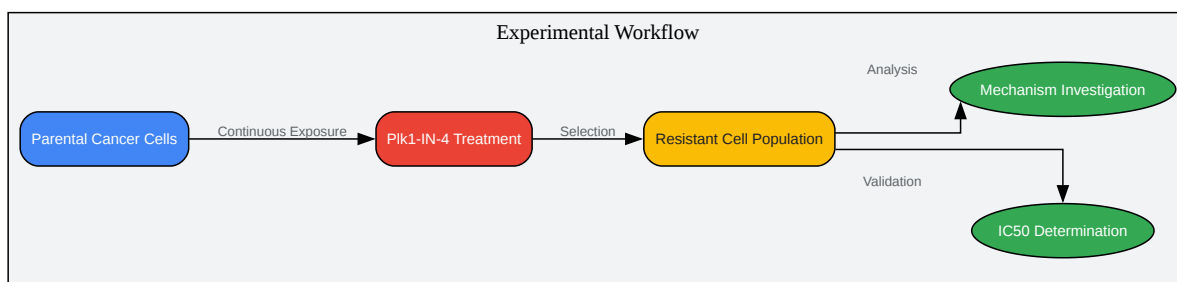 Experimental Workflow
Parental Cancer Cells
Continuous Exposure
Plk1-IN-4 Treatment
Selection
Resistant Cell Population
Analysis
Mechanism Investigation
Validation
IC50 Determination